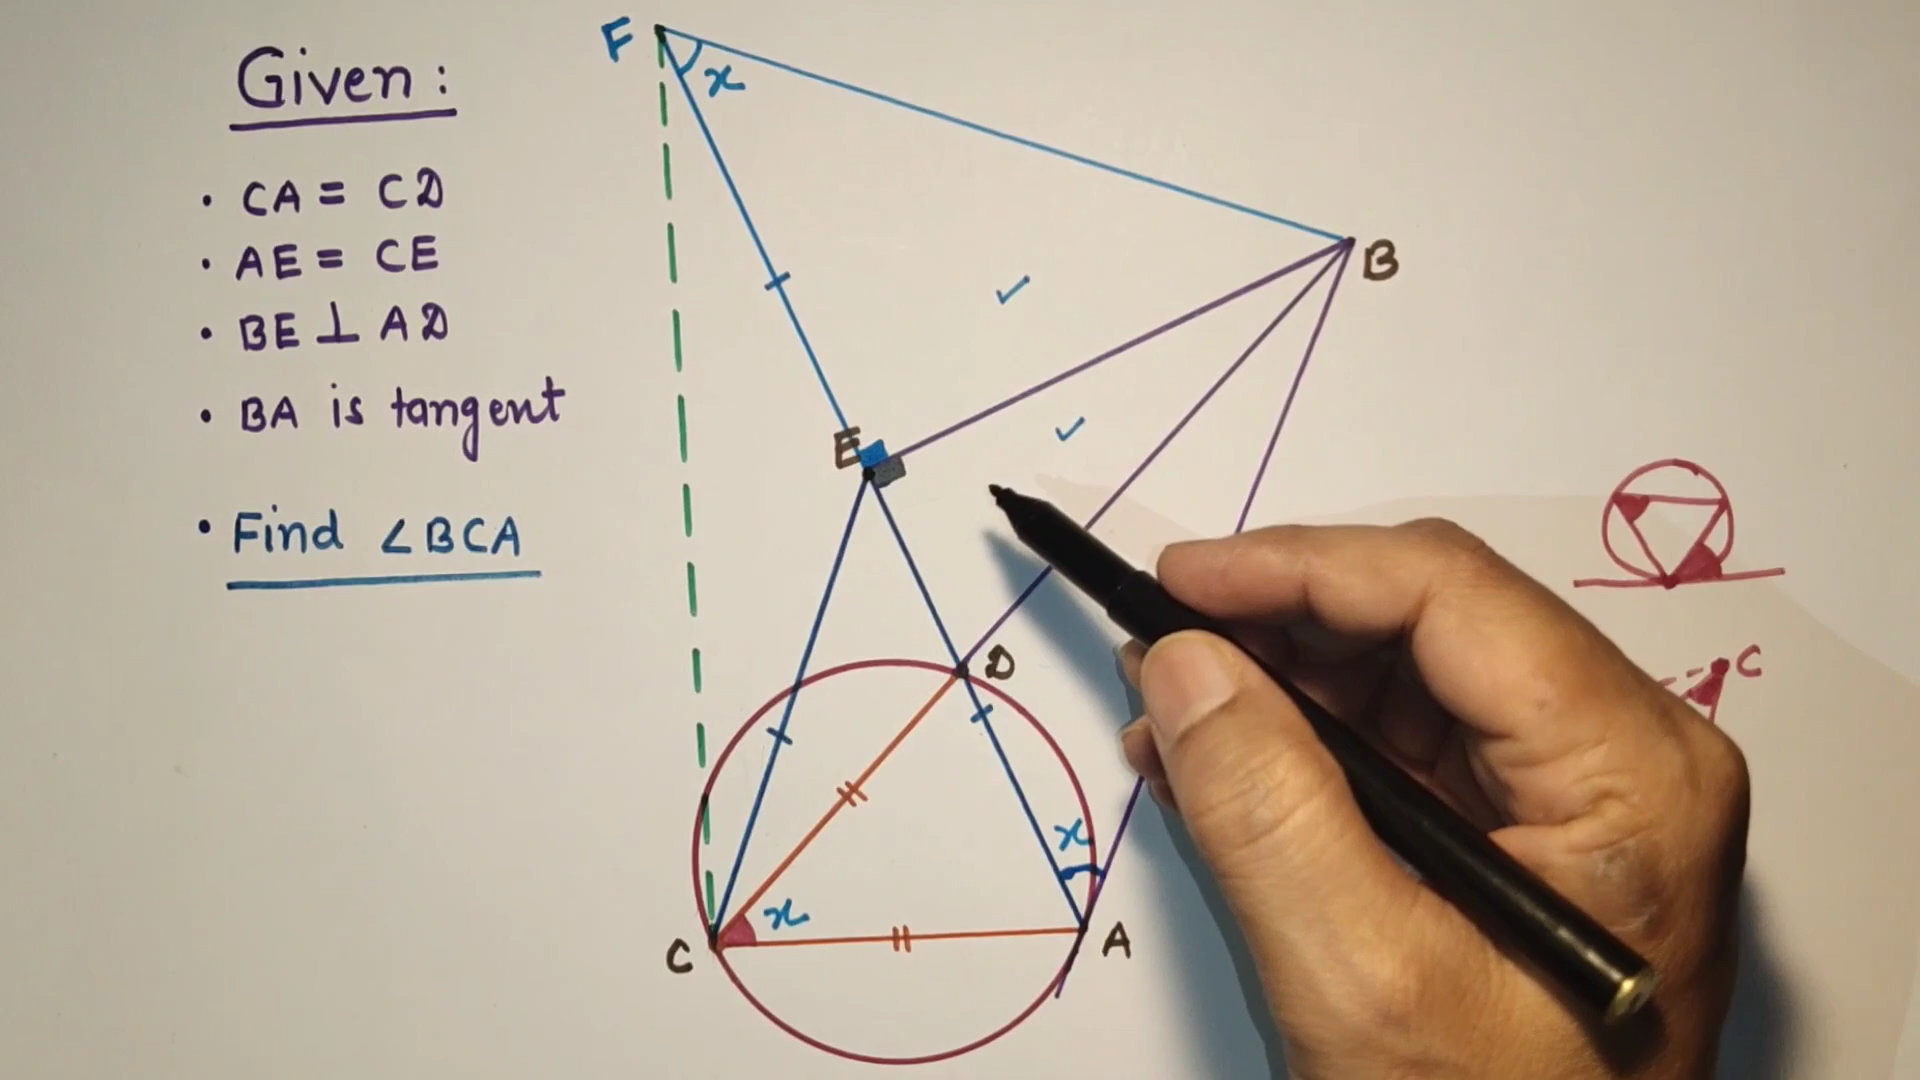 Given :
• CA = CD
• AE = CE
• BE ⊥ AD
• BA is tangent
• Find ∠BCA
F
x
B
E
D
x
x
C
A
C